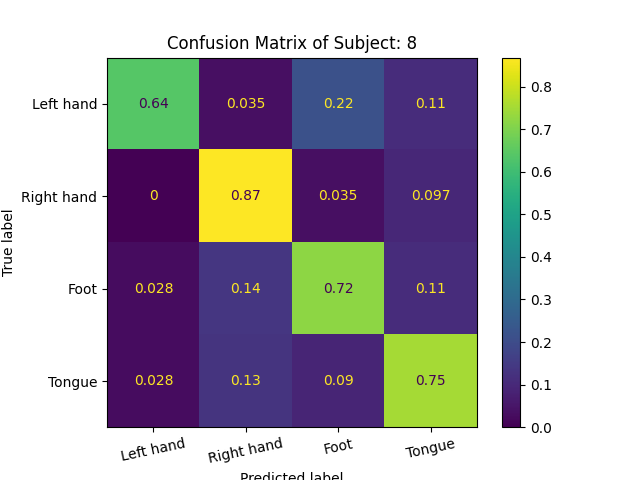 Confusion Matrix of Subject: 8
True label
Left hand 0.64 0.035 0.22 0.11
Right hand 0 0.87 0.035 0.097
Foot 0.028 0.14 0.72 0.11
Tongue 0.028 0.13 0.09 0.75
Left hand Right hand Foot Tongue
Predicted label
0.8
0.7
0.6
0.5
0.4
0.3
0.2
0.1
0.0